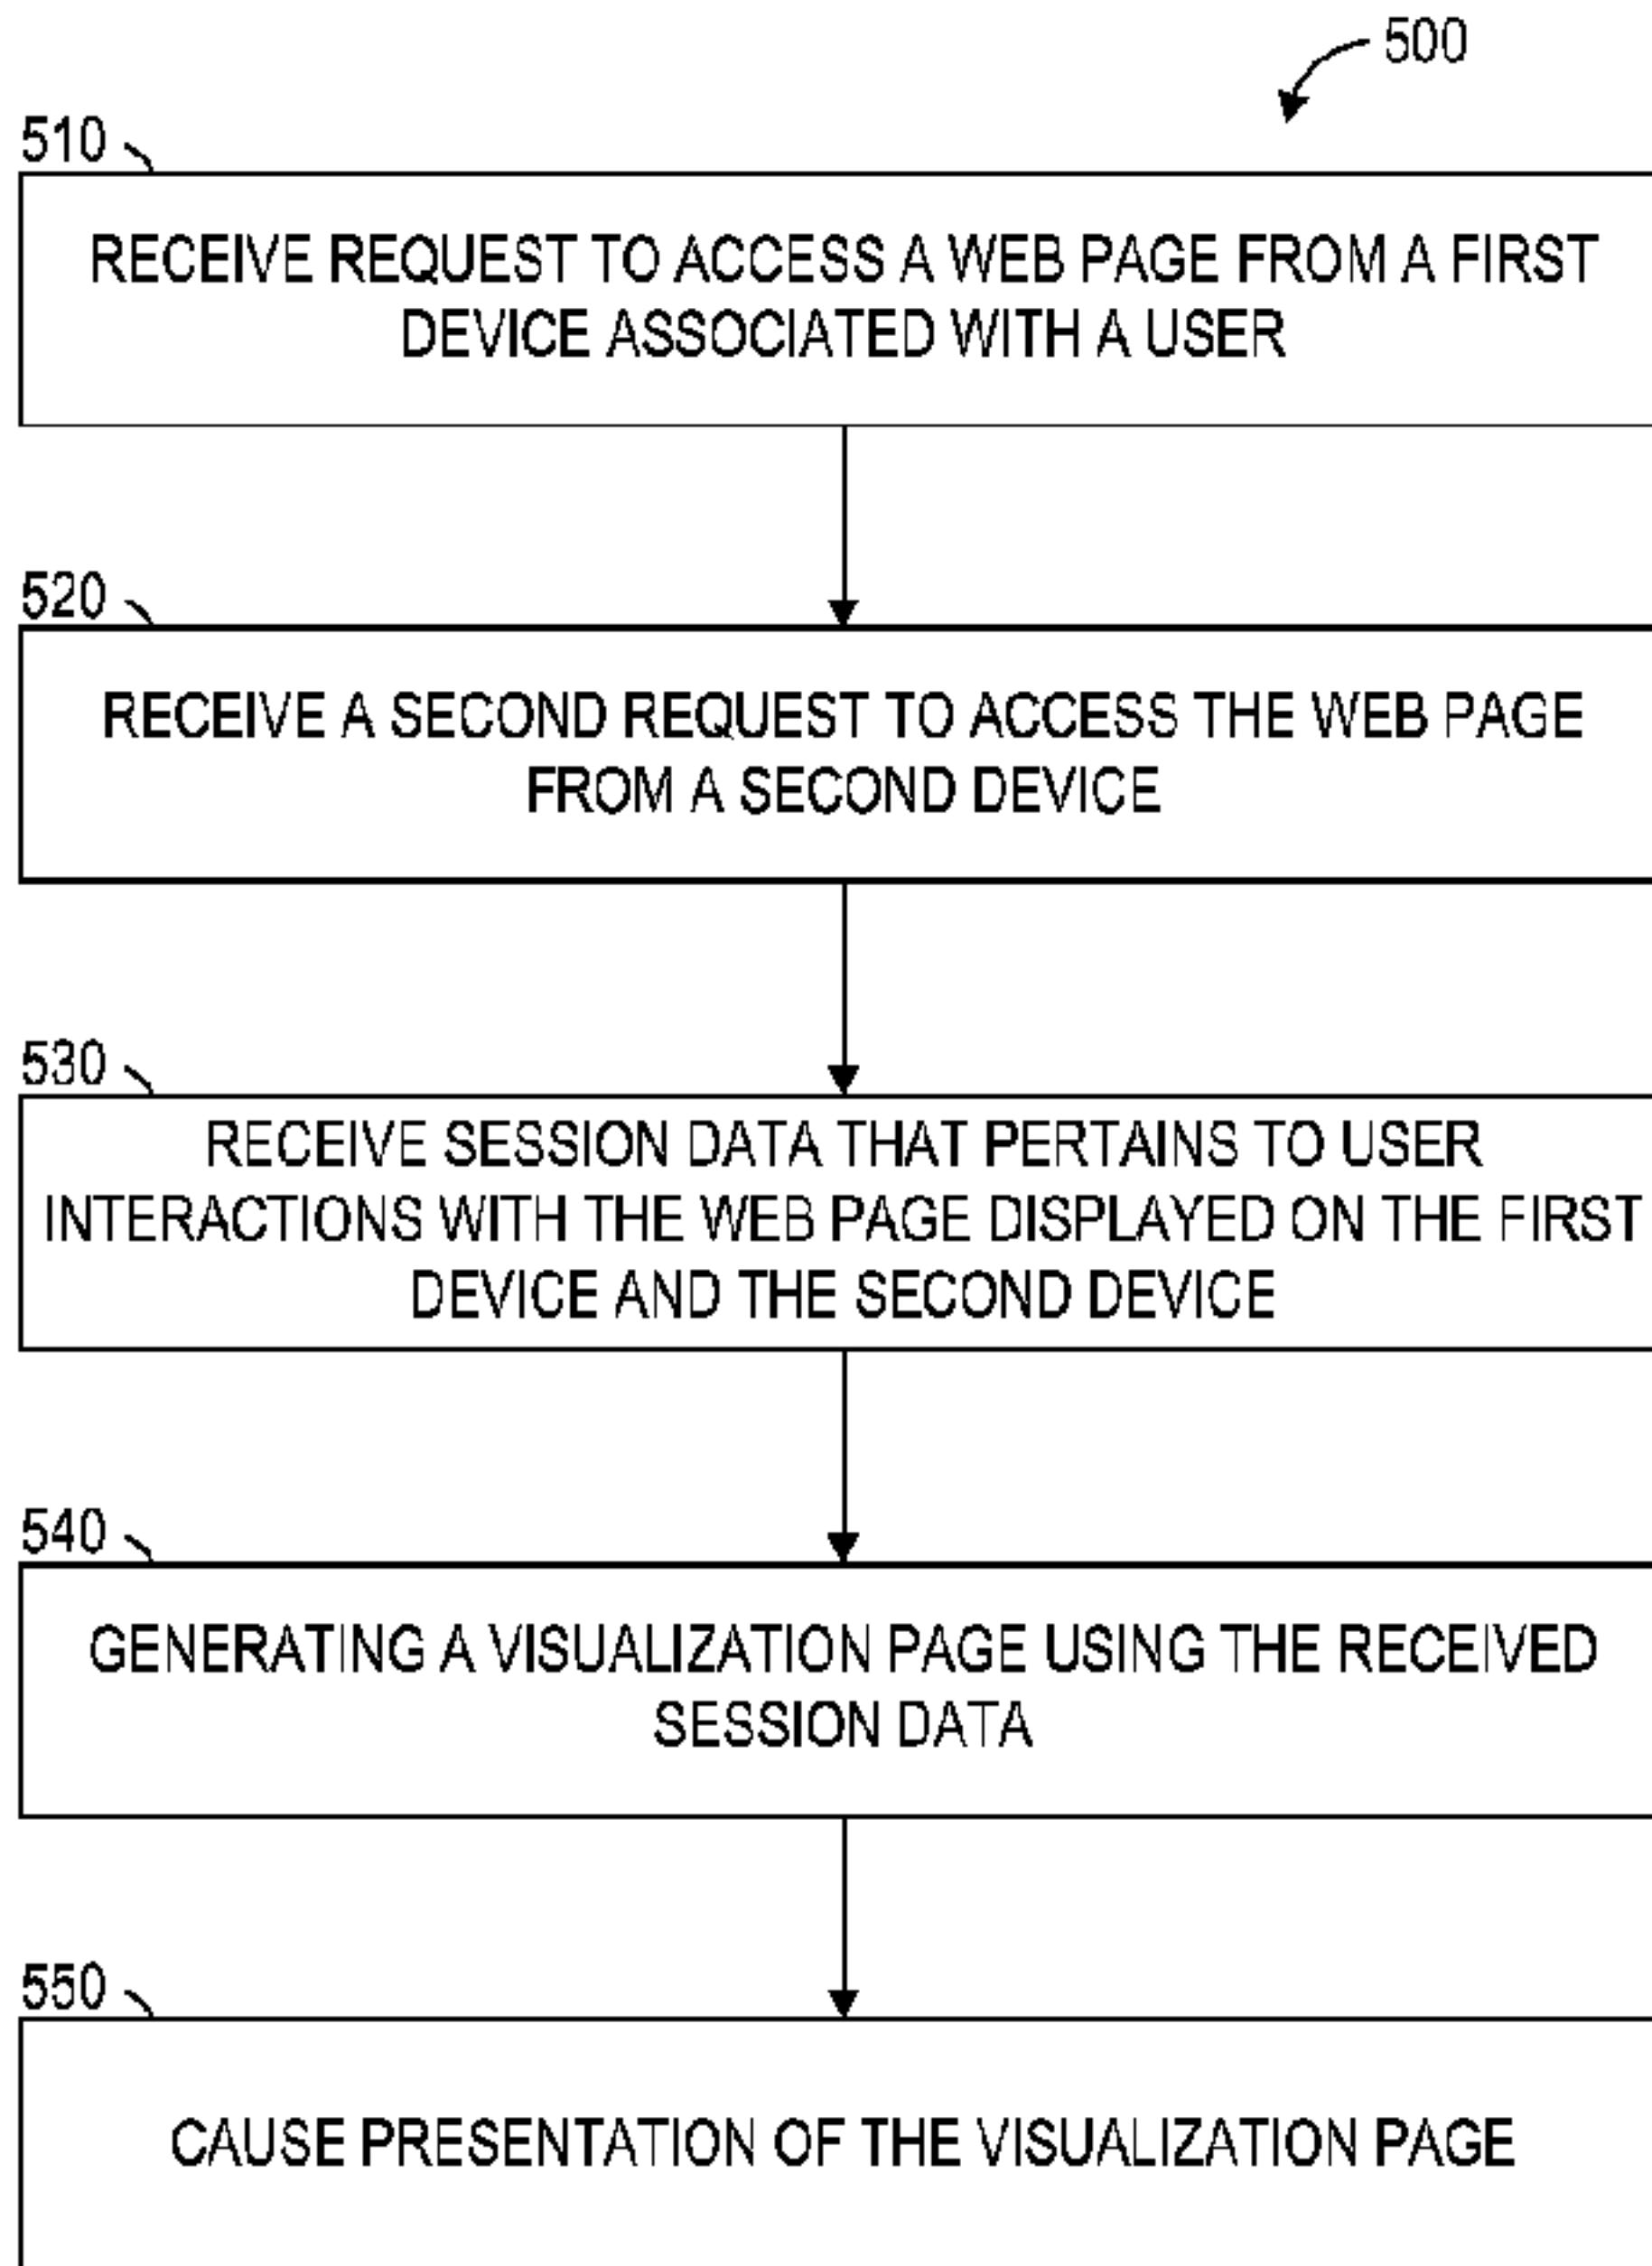 500
510
RECEIVE REQUEST TO ACCESS A WEB PAGE FROM A FIRST
DEVICE ASSOCIATED WITH A USER
520
RECEIVE A SECOND REQUEST TO ACCESS THE WEB PAGE
FROM A SECOND DEVICE
530
RECEIVE SESSION DATA THAT PERTAINS TO USER
INTERACTIONS WITH THE WEB PAGE DISPLAYED ON THE FIRST
DEVICE AND THE SECOND DEVICE
540
GENERATING A VISUALIZATION PAGE USING THE RECEIVED
SESSION DATA
550
CAUSE PRESENTATION OF THE VISUALIZATION PAGE